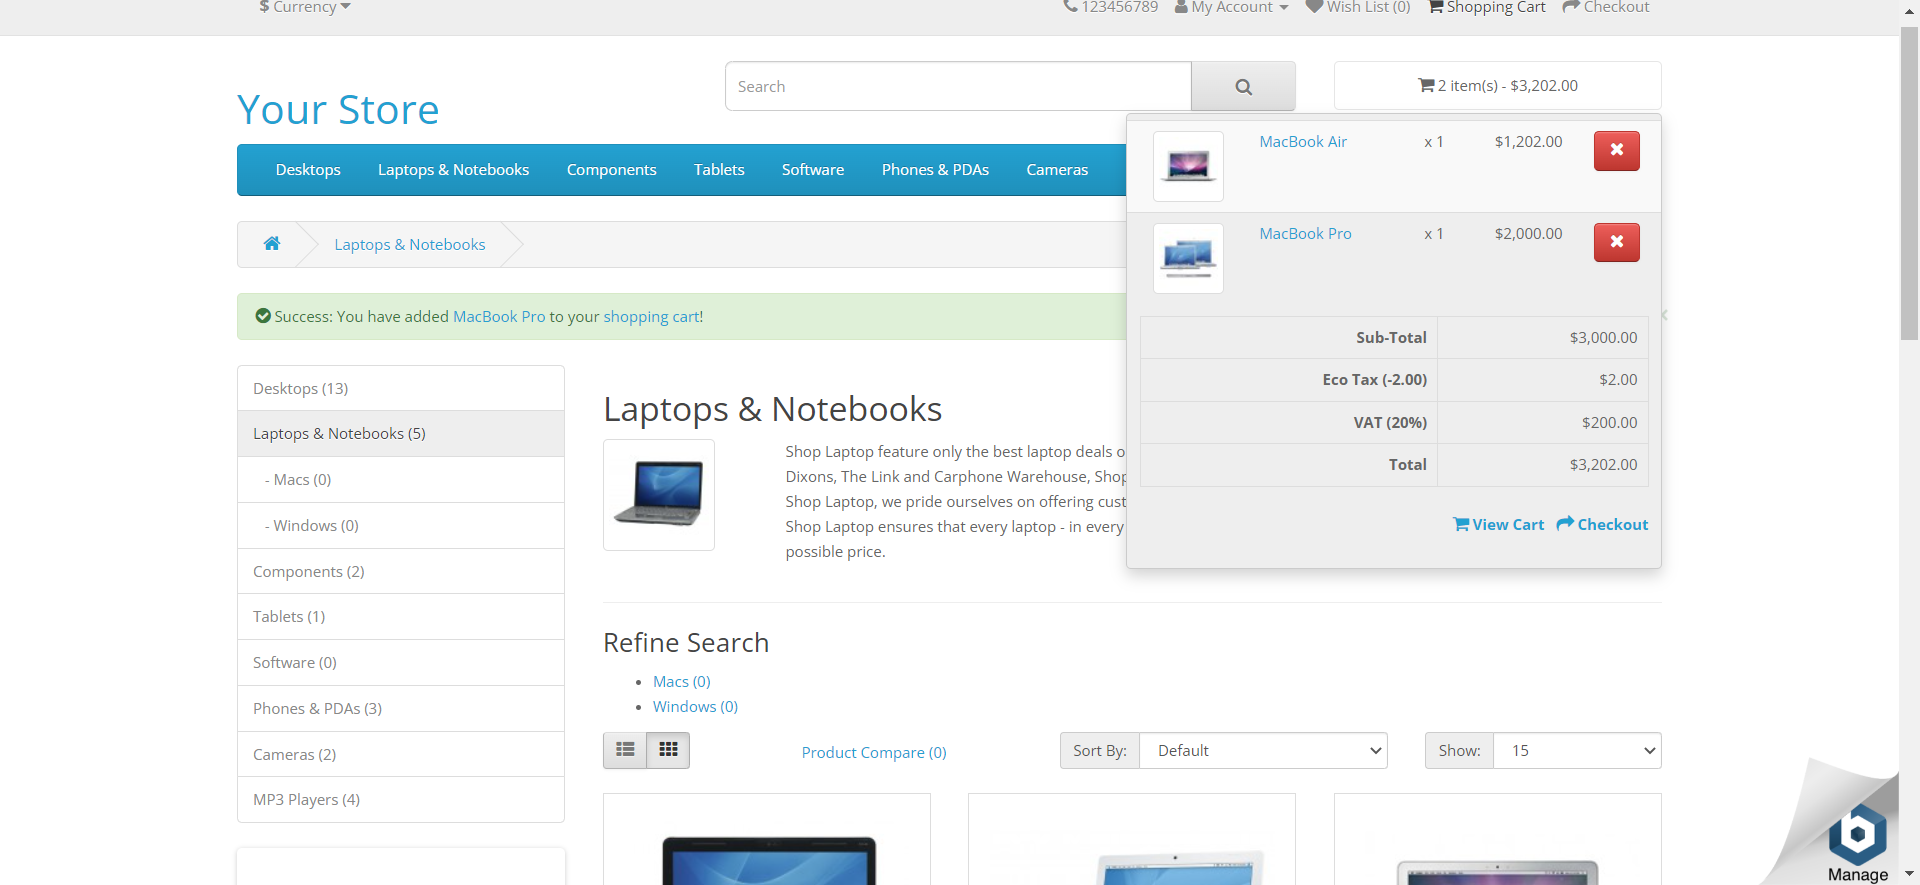 $ Currency
123456789 My Account Wish List (0) Shopping Cart Checkout
Your Store
Search
2 item(s) - $3,202.00
Desktops Laptops & Notebooks Components Tablets Software Phones & PDAs Cameras
MacBook Air x 1 $1,202.00
MacBook Pro x 1 $2,000.00
Sub-Total $3,000.00
Eco Tax (-2.00) $2.00
VAT (20%) $200.00
Total $3,202.00
View Cart Checkout
Laptops & Notebooks
Success: You have added MacBook Pro to your shopping cart!
Desktops (13)
Laptops & Notebooks (5)
- Macs (0)
- Windows (0)
Components (2)
Tablets (1)
Software (0)
Phones & PDAs (3)
Cameras (2)
MP3 Players (4)
Laptops & Notebooks
Shop Laptop feature only the best laptop deals o
Dixons, The Link and Carphone Warehouse, Shop
Shop Laptop, we pride ourselves on offering cust
Shop Laptop ensures that every laptop - in every
possible price.
Refine Search
Macs (0)
Windows (0)
Product Compare (0)
Sort By: Default
Show: 15
b
Manage